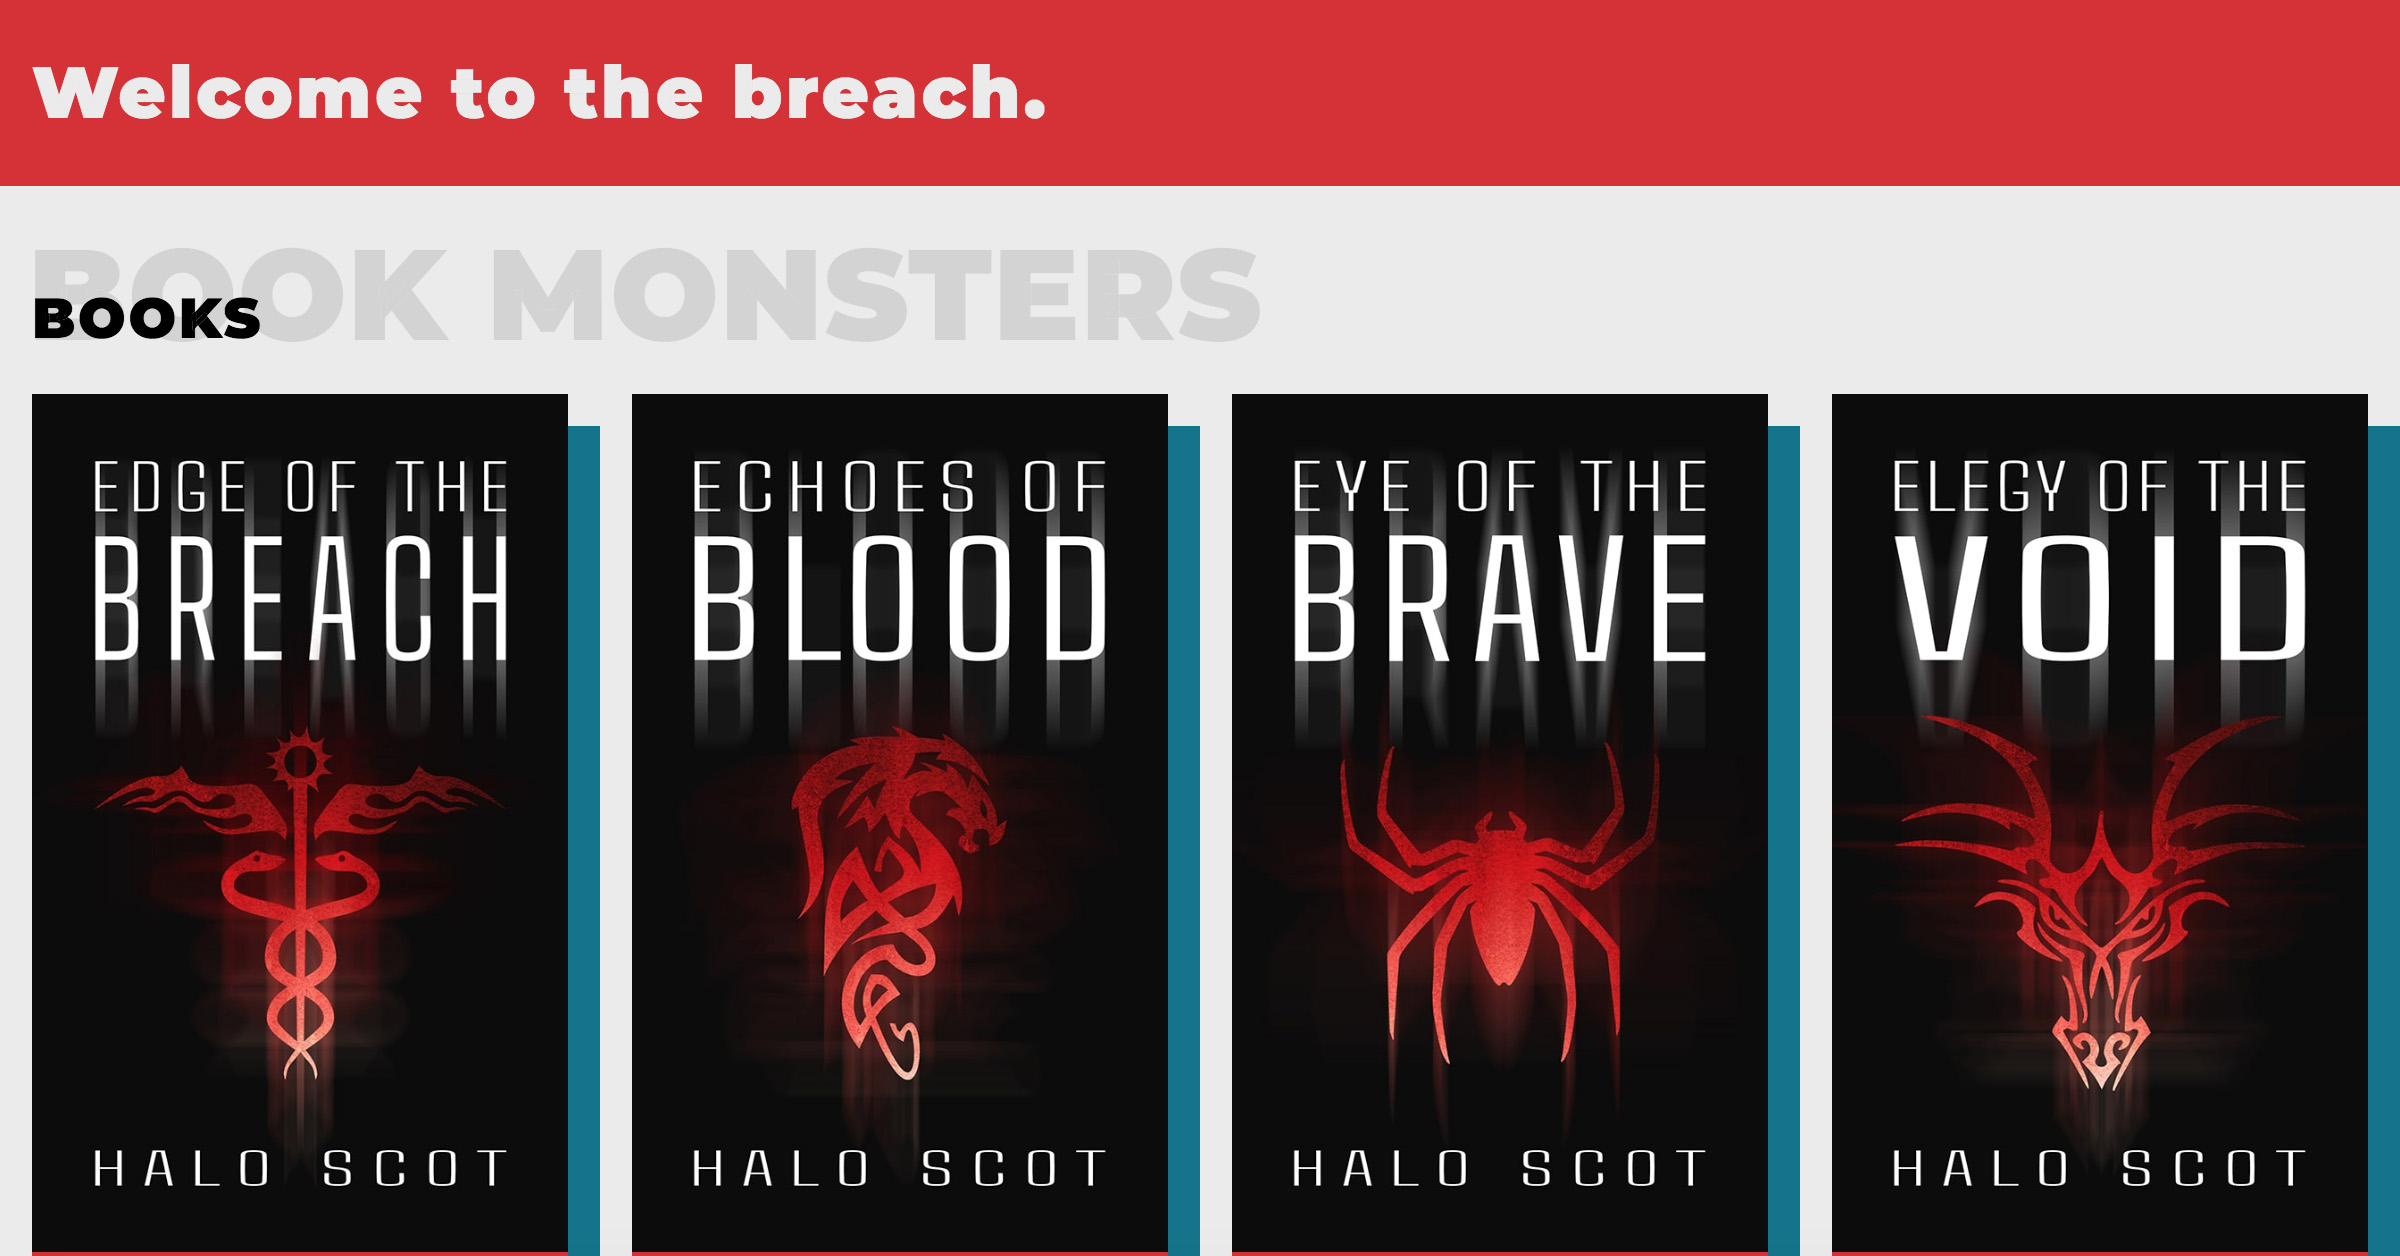 Welcome to the breach.
BOOK MONSTERS
BOOKS
EDGE OF THE
BREACH
HALO SCOT
ECHOES OF
BLOOD
HALO SCOT
EYE OF THE
BRAVE
HALO SCOT
ELEGY OF THE
VOID
HALO SCOT